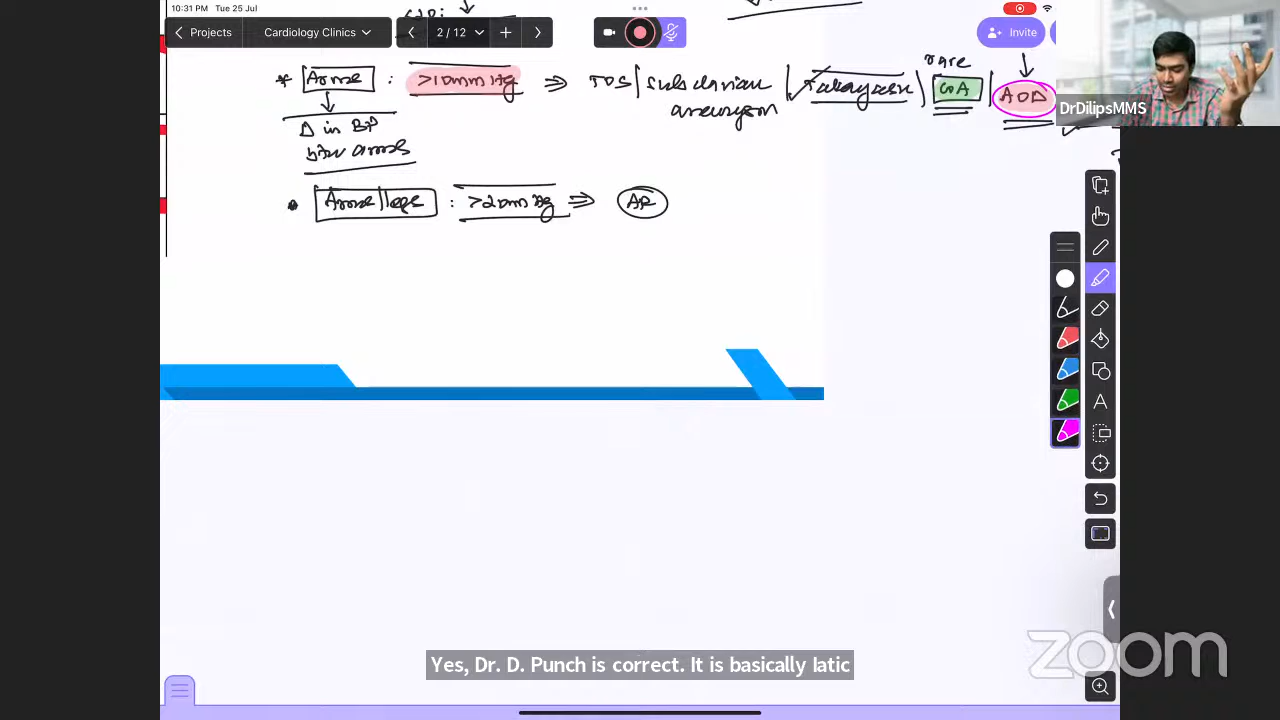 10:31 PM Tue 25 Jul
Projects
Cardiology Clinics
2 / 12
Invite
rare
* Arms : >10mm Hg ⇒ TOS | Subclavian aneurysm | Takayasu | CoA | AOD
Δ in BP
b/w arms
* Arms/legs : >20mm Hg ⇒ AR
DrDilipsMMS
A
Yes, Dr. D. Punch is correct. It is basically Iatic
zoom